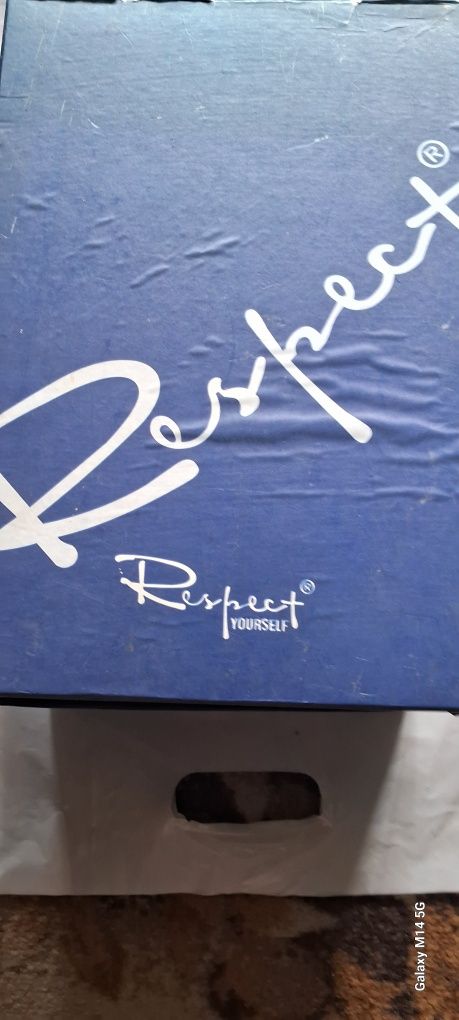 Respect®
Respect®
YOURSELF
Galaxy M14 5G